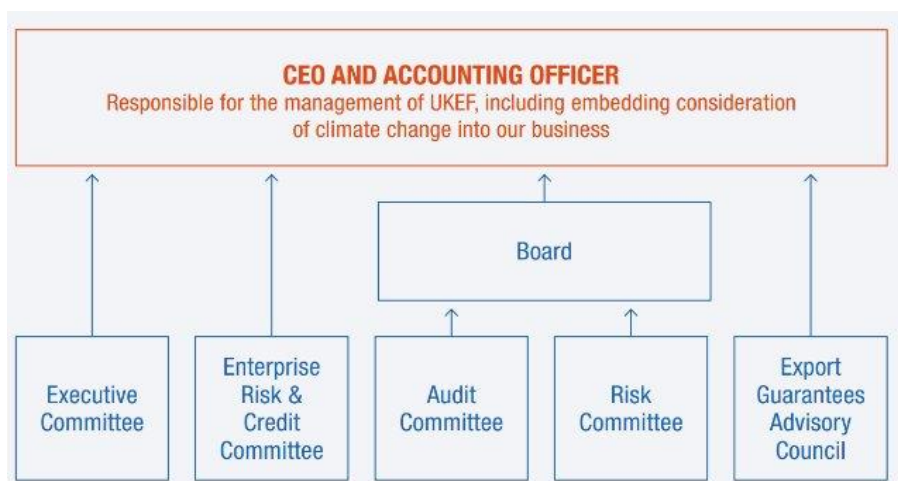 CEO AND ACCOUNTING OFFICER
Responsible for the management of UKEF, including embedding consideration
of climate change into our business
Board
Executive
Committee
Enterprise
Risk &
Credit
Committee
Audit
Committee
Risk
Committee
Export
Guarantees
Advisory
Council